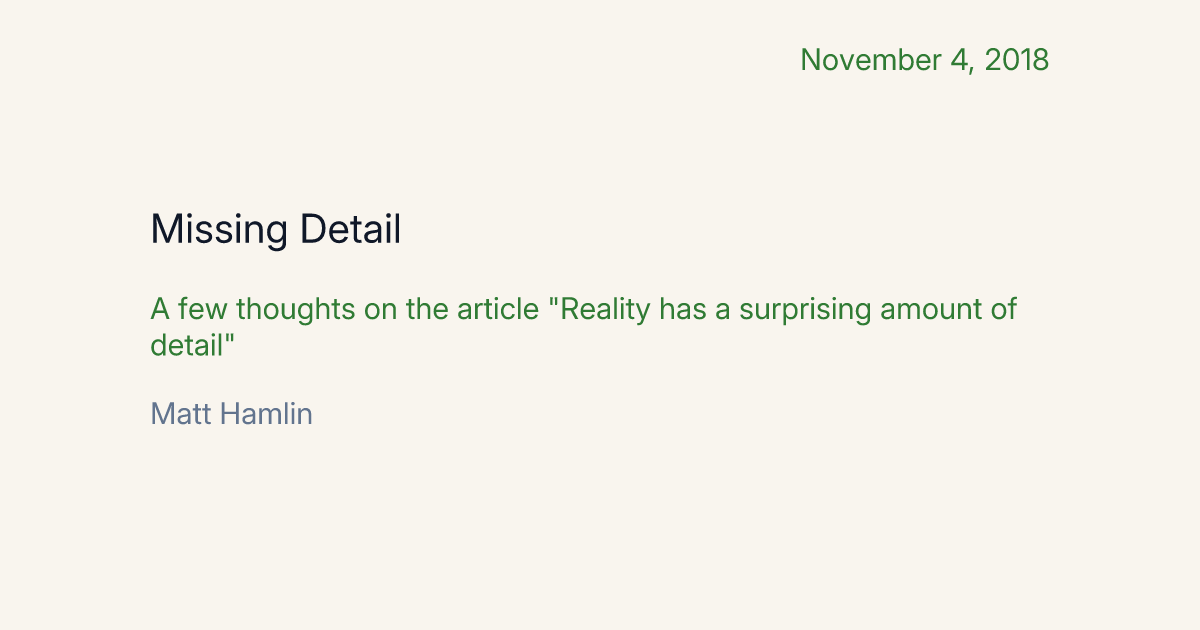 November 4, 2018
Missing Detail
A few thoughts on the article "Reality has a surprising amount of
detail"
Matt Hamlin